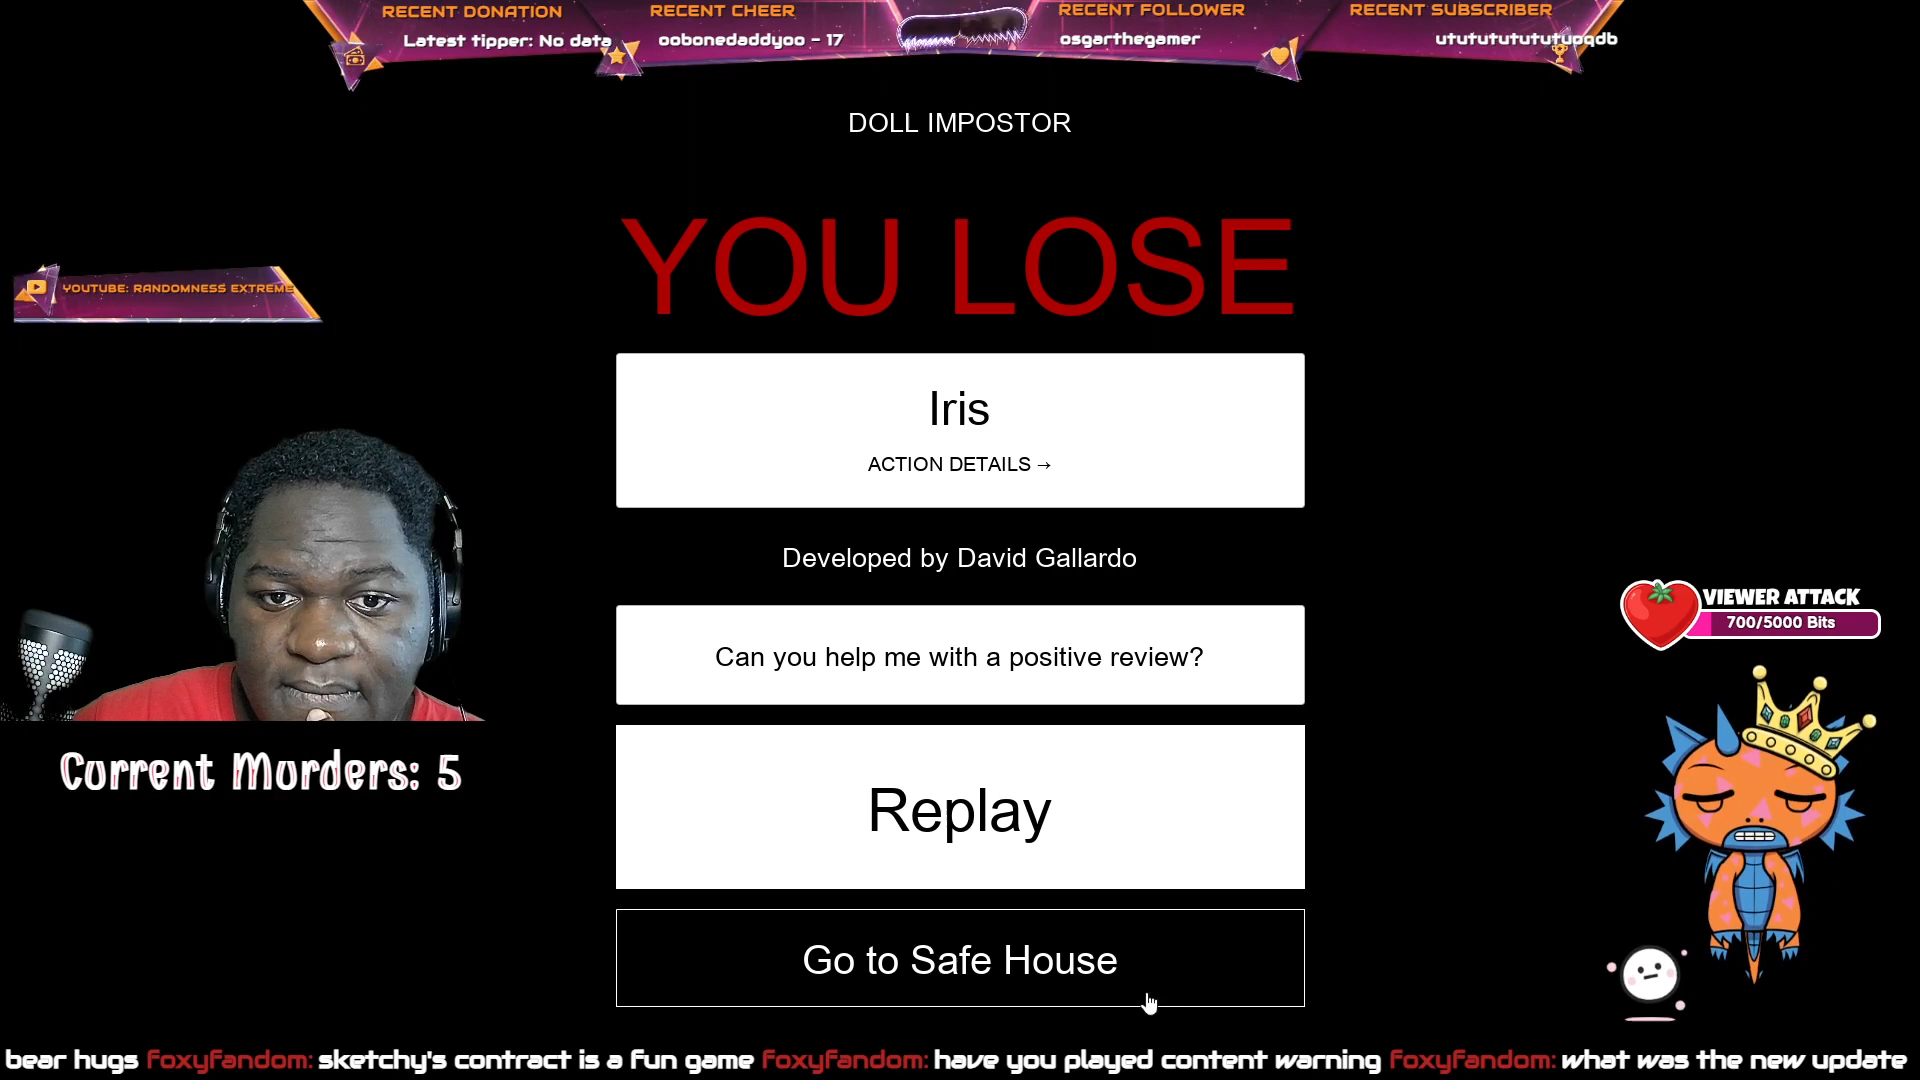 RECENT DONATION
Latest tipper: No data
RECENT CHEER
oobonedaddyoo - 17
RECENT FOLLOWER
osgarthegamer
RECENT SUBSCRIBER
DOLL IMPOSTOR
YOU LOSE
YOUTUBE: RANDOMNESS EXTREME
Iris
ACTION DETAILS →
Developed by David Gallardo
VIEWER ATTACK
700/5000 Bits
Can you help me with a positive review?
Current Murders: 5
Replay
Go to Safe House
bear hugs foxyfandom: sketchy's contract is a fun game foxyfandom: have you played content warning foxyfandom: what was the new update